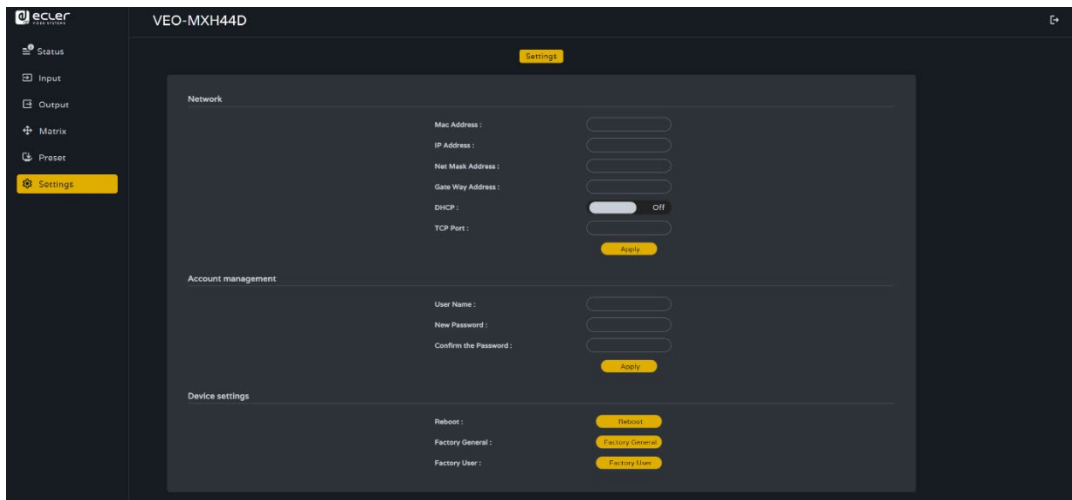 ecler
VIDEO SYSTEMS
VEO-MXH44D
Status
Input
Output
Matrix
Preset
Settings
Settings
Network
Mac Address :
IP Address :
Net Mask Address :
Gate Way Address :
DHCP : Off
TCP Port :
Apply
Account management
User Name :
New Password :
Confirm the Password :
Apply
Device settings
Reboot : Reboot
Factory General : Factory General
Factory User : Factory User